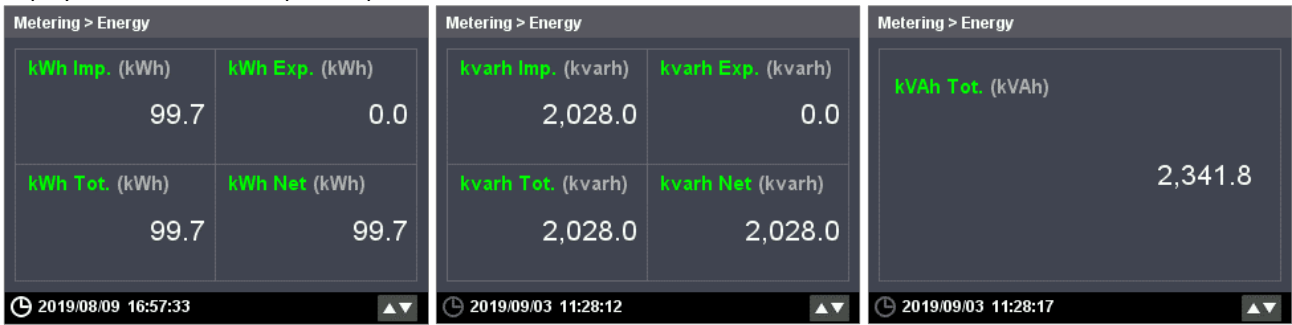 Metering > Energy
kWh Imp. (kWh) kWh Exp. (kWh)
99.7 0.0
kWh Tot. (kWh) kWh Net (kWh)
99.7 99.7
2019/08/09 16:57:33
Metering > Energy
kvarh Imp. (kvarh) kvarh Exp. (kvarh)
2,028.0 0.0
kvarh Tot. (kvarh) kvarh Net (kvarh)
2,028.0 2,028.0
2019/09/03 11:28:12
Metering > Energy
kVAh Tot. (kVAh)
2,341.8
2019/09/03 11:28:17